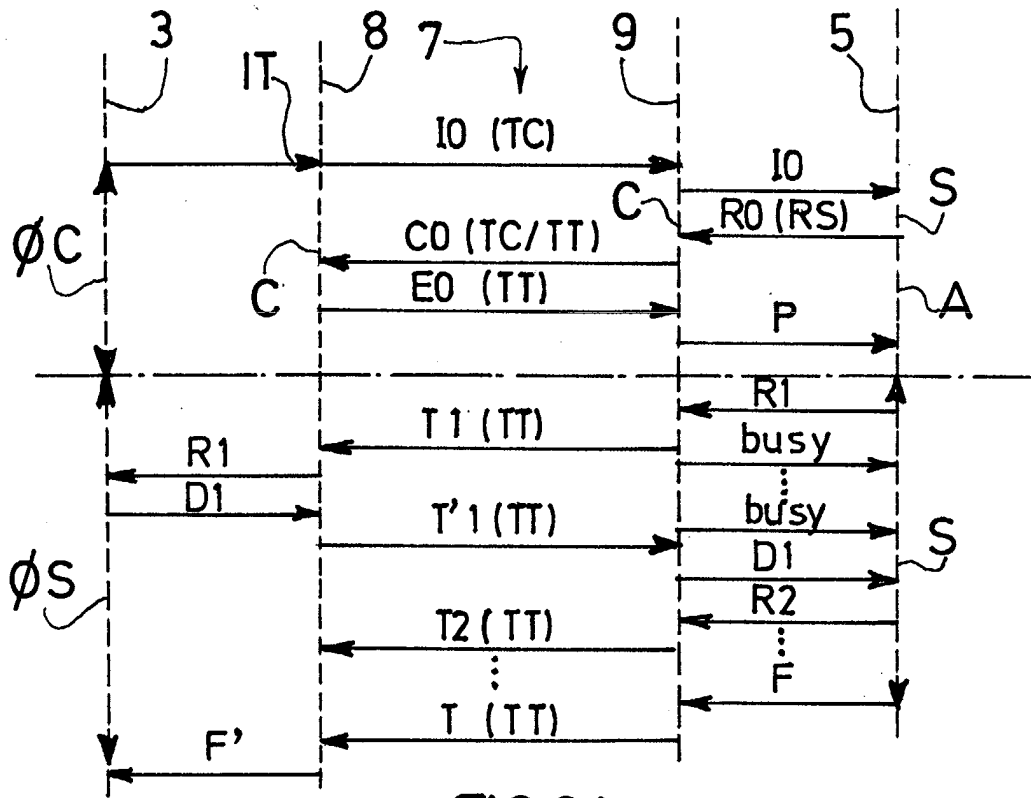 3 8 7 9 5
IT
I0 (TC)
I0
S
C
R0 (RS)
ØC
C0 (TC/TT)
C
E0 (TT)
A
P
R1
T1 (TT)
busy
R1
D1
busy
T'1 (TT)
S
D1
ØS
R2
T2 (TT)
F
T (TT)
F'